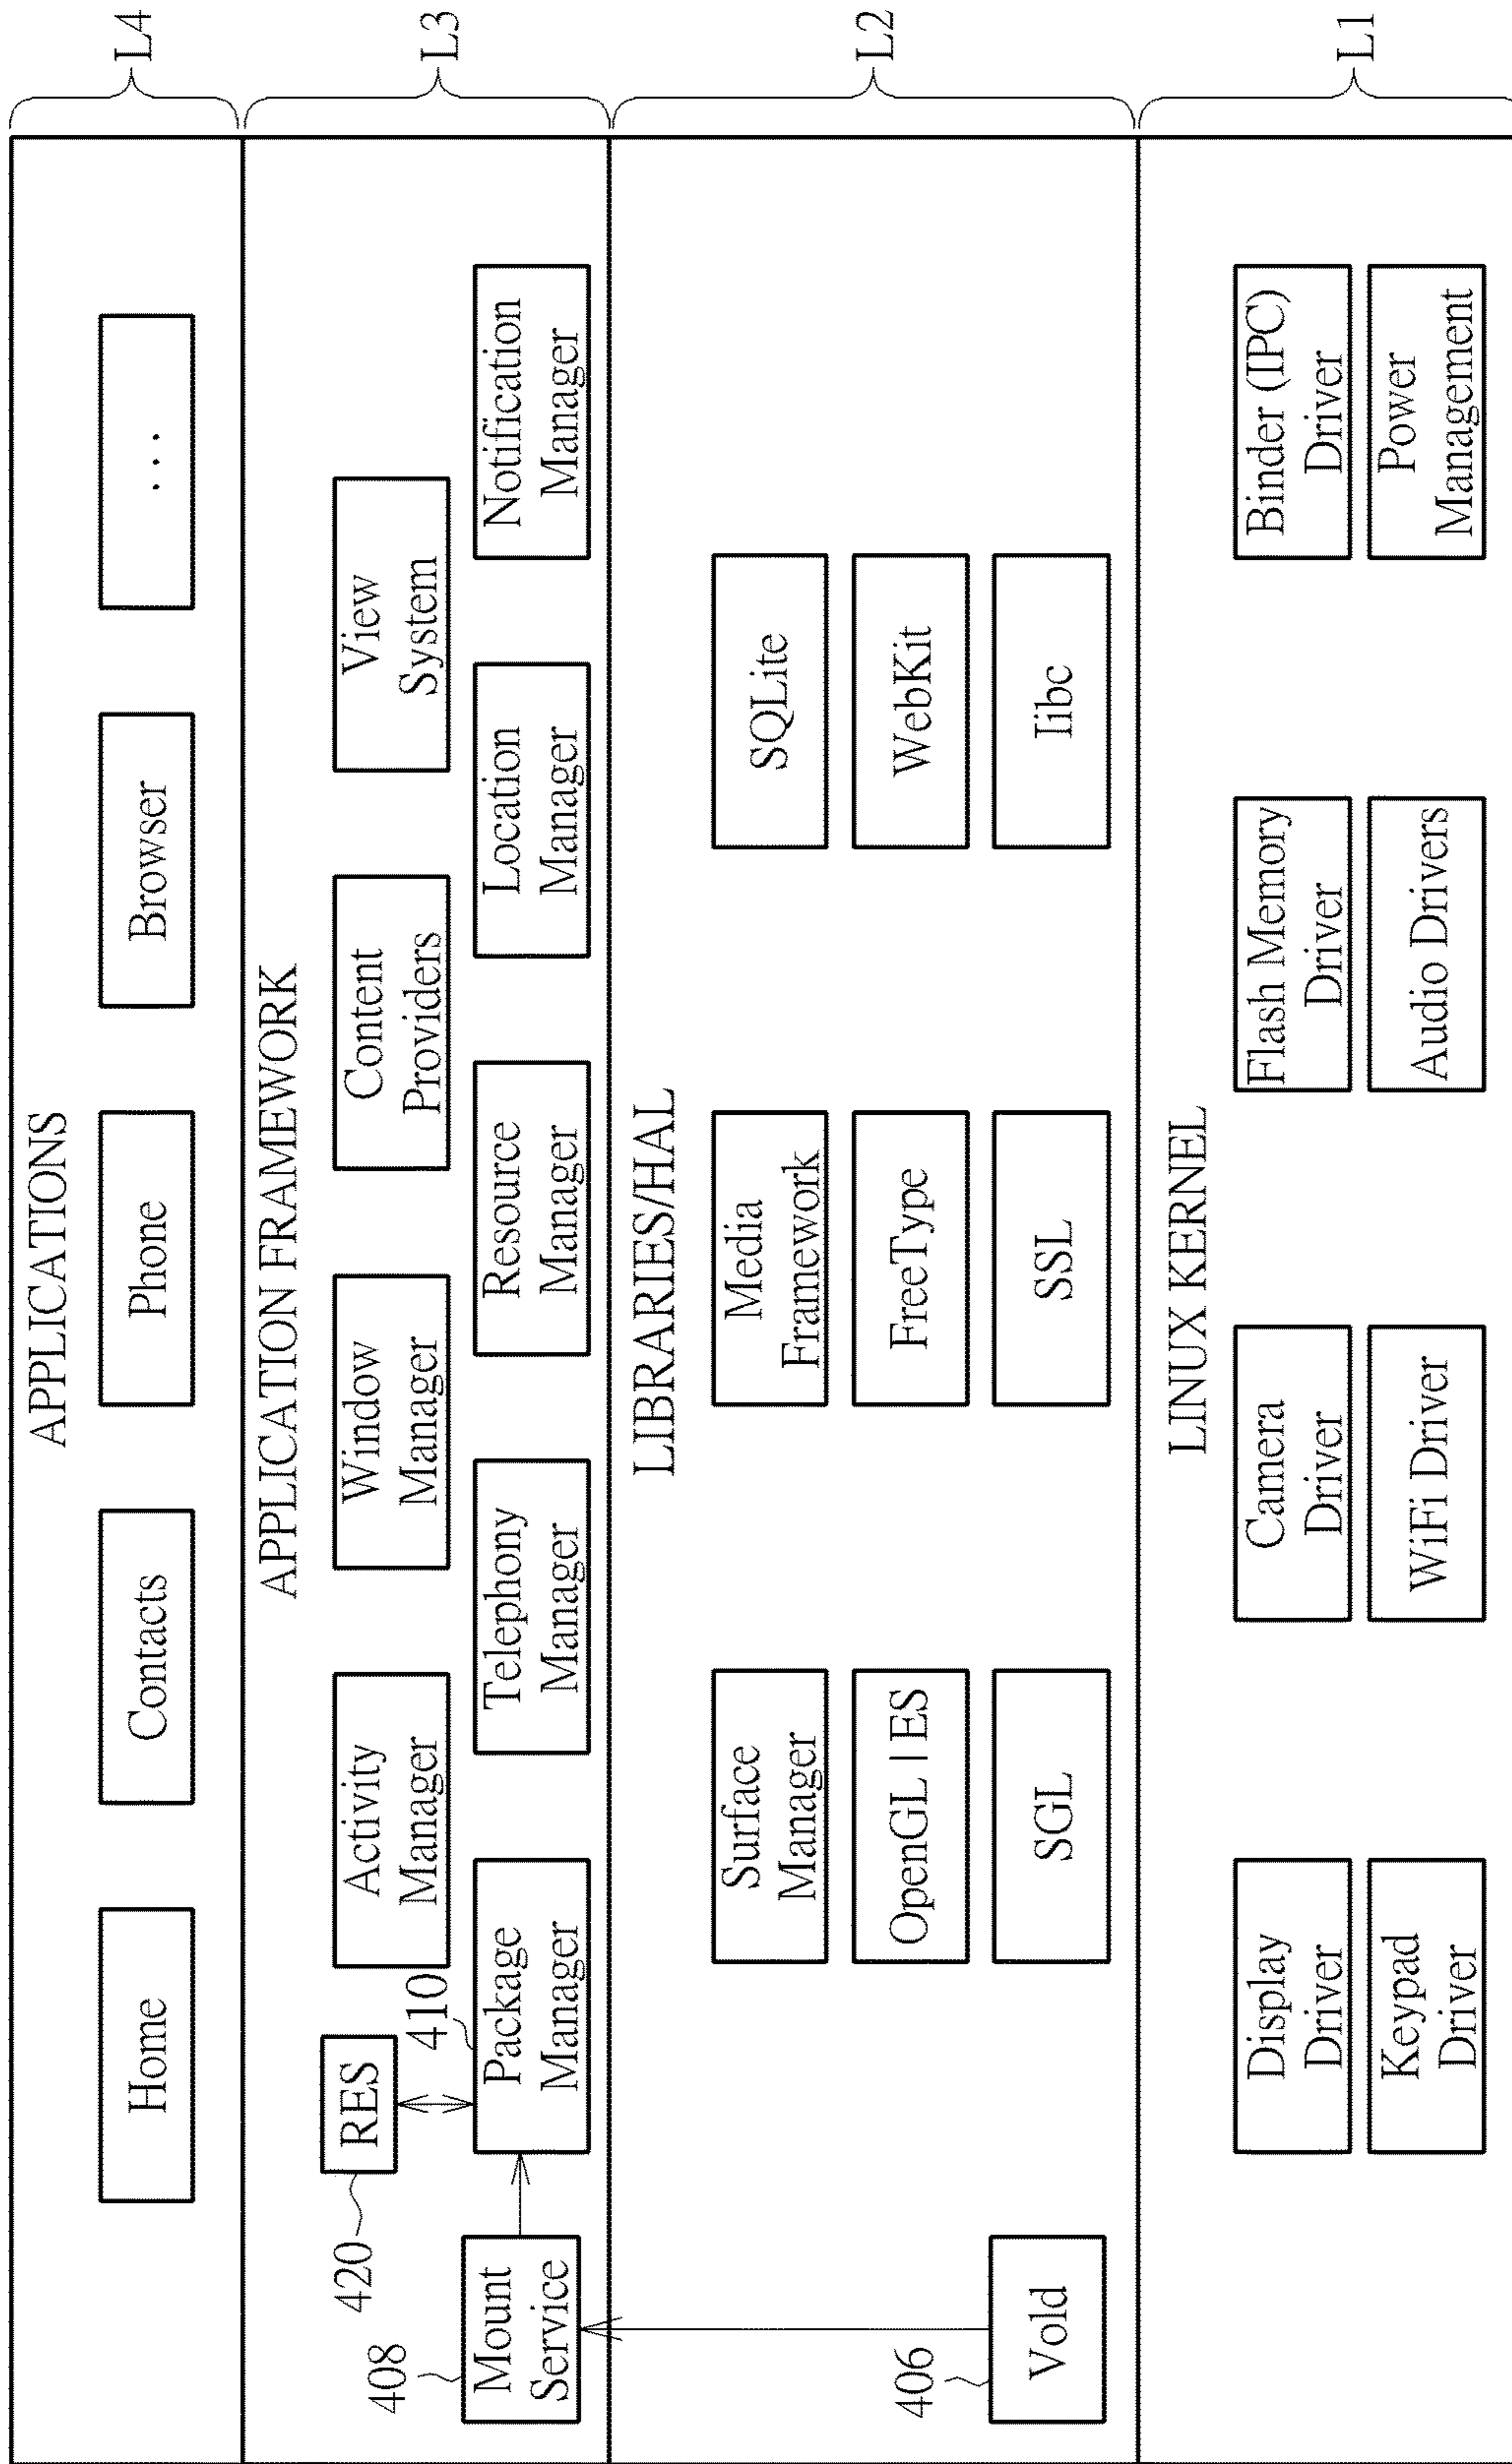 APPLICATIONS
Home
Contacts
Phone
Browser
...
L4
APPLICATION FRAMEWORK
420
RES
Activity
Manager
Window
Manager
Content
Providers
View
System
408
Mount
Service
410
Package
Manager
Telephony
Manager
Resource
Manager
Location
Manager
Notification
Manager
L3
LIBRARIES/HAL
Surface
Manager
Media
Framework
SQLite
OpenGL | ES
FreeType
WebKit
406
Vold
SGL
SSL
Iibc
L2
LINUX KERNEL
Display
Driver
Camera
Driver
Flash Memory
Driver
Binder (IPC)
Driver
Keypad
Driver
WiFi Driver
Audio Drivers
Power
Management
L1